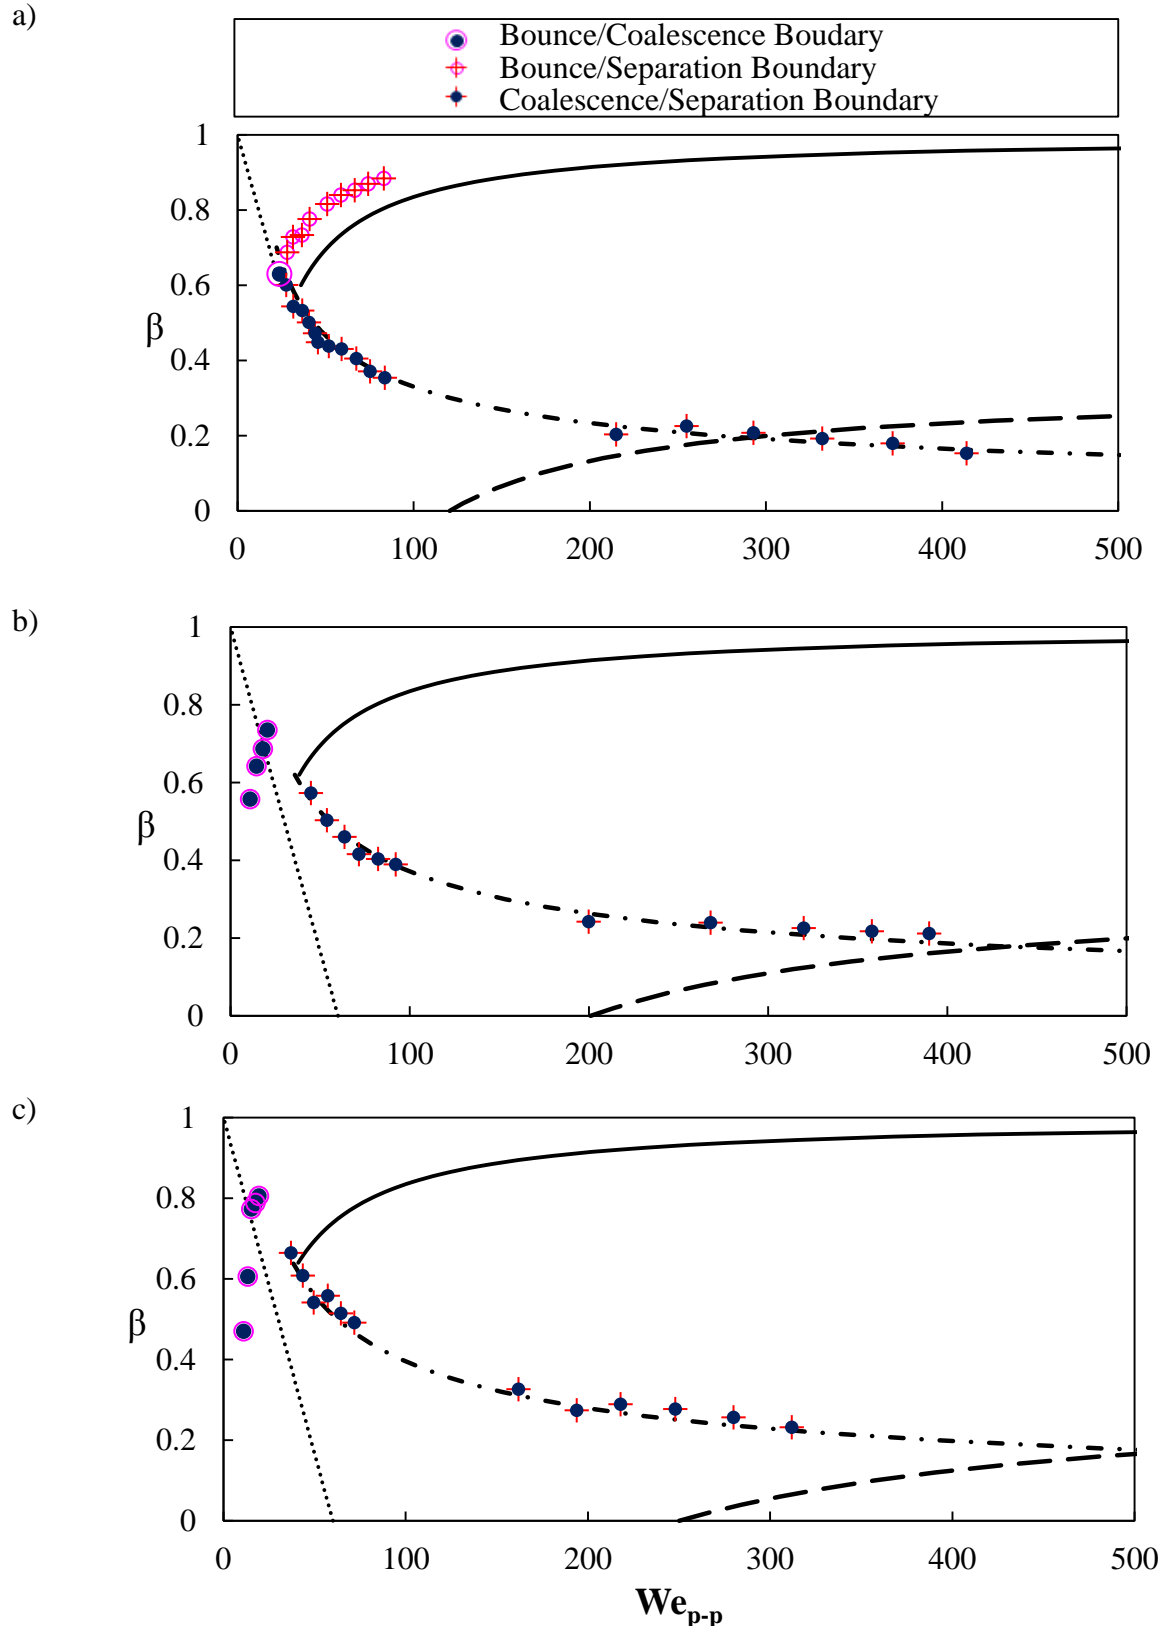 a)
Bounce/Coalescence Boudary
Bounce/Separation Boundary
Coalescence/Separation Boundary
1
0.8
0.6
β
0.4
0.2
0
0 100 200 300 400 500
b)
1
0.8
0.6
β
0.4
0.2
0
0 100 200 300 400 500
c)
1
0.8
0.6
β
0.4
0.2
0
0 100 200 300 400 500
We p-p